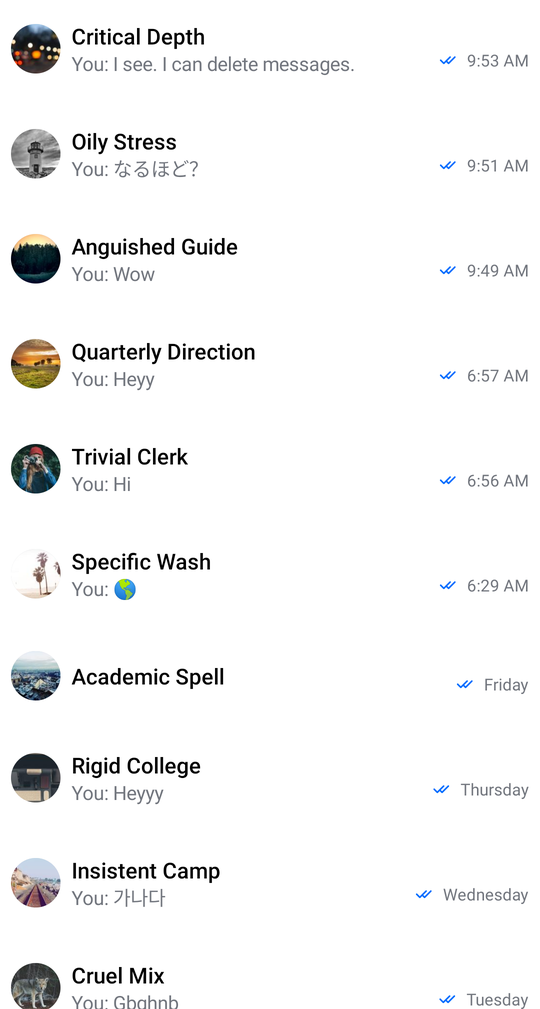 Critical Depth
You: I see. I can delete messages.
9:53 AM
Oily Stress
You: なるほど?
9:51 AM
Anguished Guide
You: Wow
9:49 AM
Quarterly Direction
You: Heyy
6:57 AM
Trivial Clerk
You: Hi
6:56 AM
Specific Wash
You: 🌎
6:29 AM
Academic Spell
Friday
Rigid College
You: Heyyy
Thursday
Insistent Camp
You: 가나다
Wednesday
Cruel Mix
You: Gbghnb
Tuesday